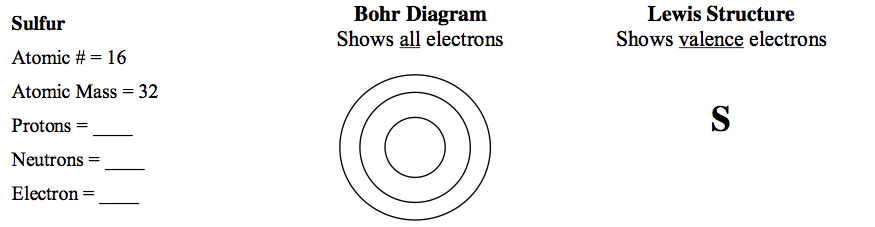 Sulfur
Atomic # = 16
Atomic Mass = 32
Protons = ____
Neutrons = ____
Electron = ____
Bohr Diagram
Shows all electrons
Lewis Structure
Shows valence electrons
S